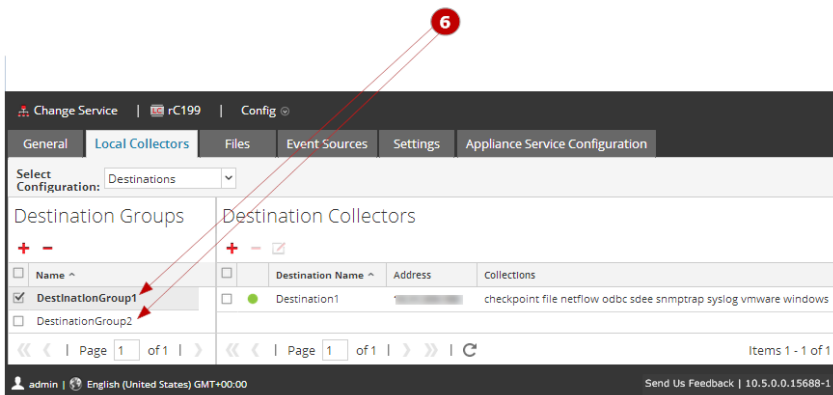 6
Change Service | LC rC199 | Config
General Local Collectors Files Event Sources Settings Appliance Service Configuration
Select Configuration: Destinations
Destination Groups
Destination Collectors
Name
Destination Name Address Collections
DestinationGroup1
Destination1 checkpoint file netflow odbc sdee snmptrap syslog vmware windows
DestinationGroup2
Page 1 of 1
Page 1 of 1 Items 1 - 1 of 1
admin | English (United States) GMT+00:00 Send Us Feedback | 10.5.0.0.15688-1